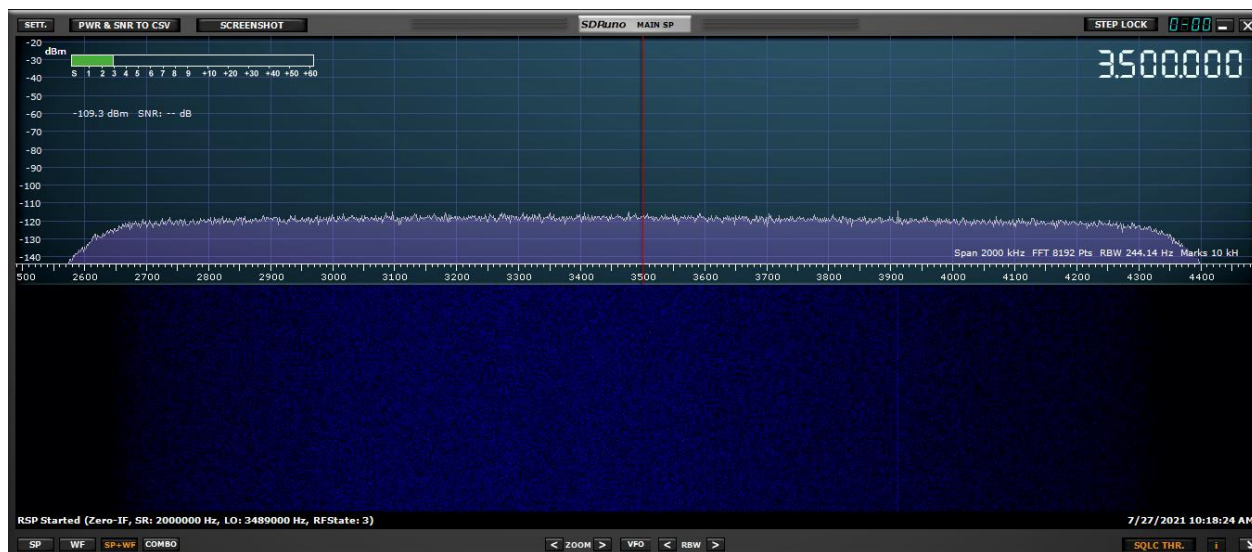 SETT. PWR & SNR TO CSV SCREENSHOT SDRuno MAIN SP STEP LOCK 0-00
-20
dBm
-30
S 1 2 3 4 5 6 7 8 9 +10 +20 +30 +40 +50 +60
3.500.000
-40
-50
-60
-109.3 dBm SNR: -- dB
-70
-80
-90
-100
-110
-120
-130
-140
Span 2000 kHz FFT 8192 Pts RBW 244.14 Hz Marks 10 kH
500 2600 2700 2800 2900 3000 3100 3200 3300 3400 3500 3600 3700 3800 3900 4000 4100 4200 4300 4400
RSP Started (Zero-IF, SR: 2000000 Hz, LO: 3489000 Hz, RFState: 3) 7/27/2021 10:18:24 AM
SP WF SP+WF COMBO < ZOOM > VFO < RBW > SQLC THR. i